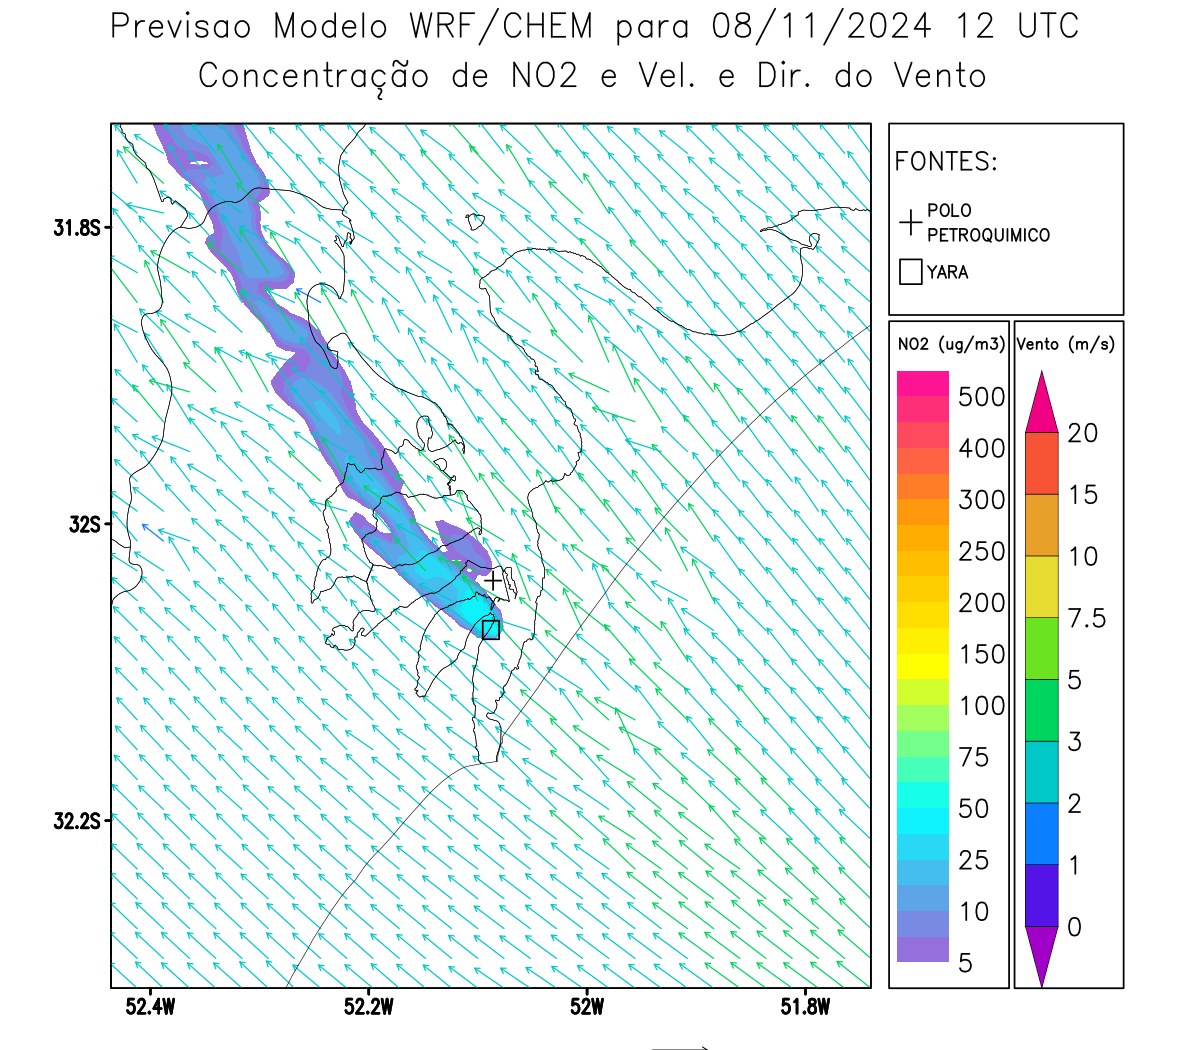 Previsao Modelo WRF/CHEM para 08/11/2024 12 UTC
Concentração de NO2 e Vel. e Dir. do Vento
FONTES:
POLO
PETROQUIMICO
YARA
31.8S
32S
32.2S
52.4W
52.2W
52W
51.8W
NO2 (ug/m3)
500
400
300
250
200
150
100
75
50
25
10
5
Vento (m/s)
20
15
10
7.5
5
3
2
1
0